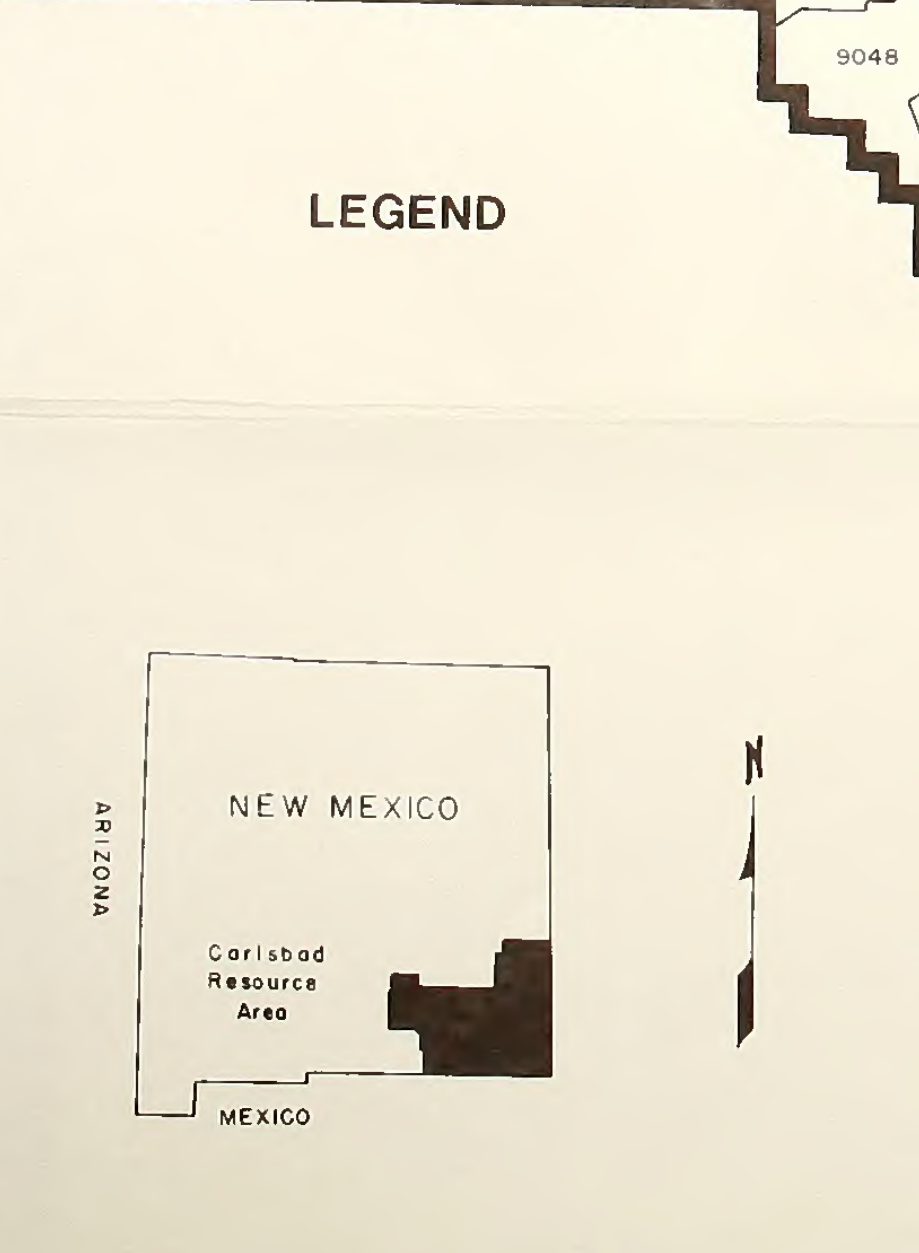 9048
LEGEND
N
NEW MEXICO
ARIZONA
Carlsbad
Resource
Area
MEXICO